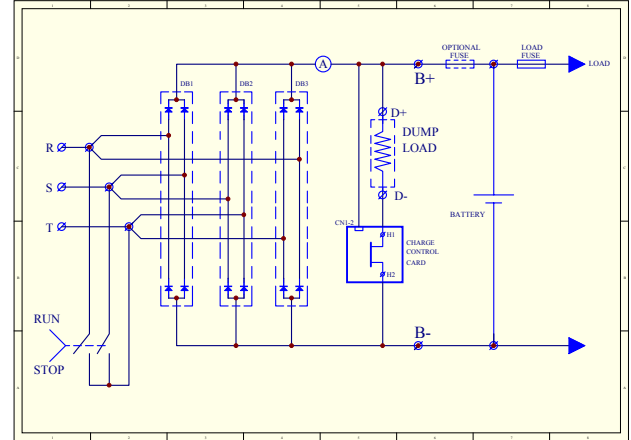 OPTIONAL
FUSE
LOAD
FUSE
A
LOAD
B+
DB1
DB2
DB3
D+
DUMP
LOAD
R
S
D-
T
BATTERY
CN1-2
H1
CHARGE
CONTROL
CARD
H2
RUN
B-
STOP